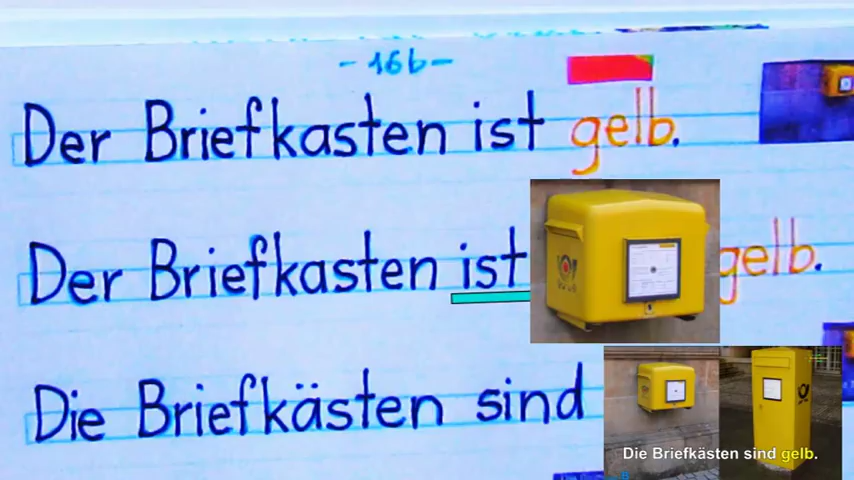 - 16b -
Der Briefkasten ist gelb.
Der Briefkasten ist gelb.
Die Briefkästen sind
Die Briefkästen sind gelb.